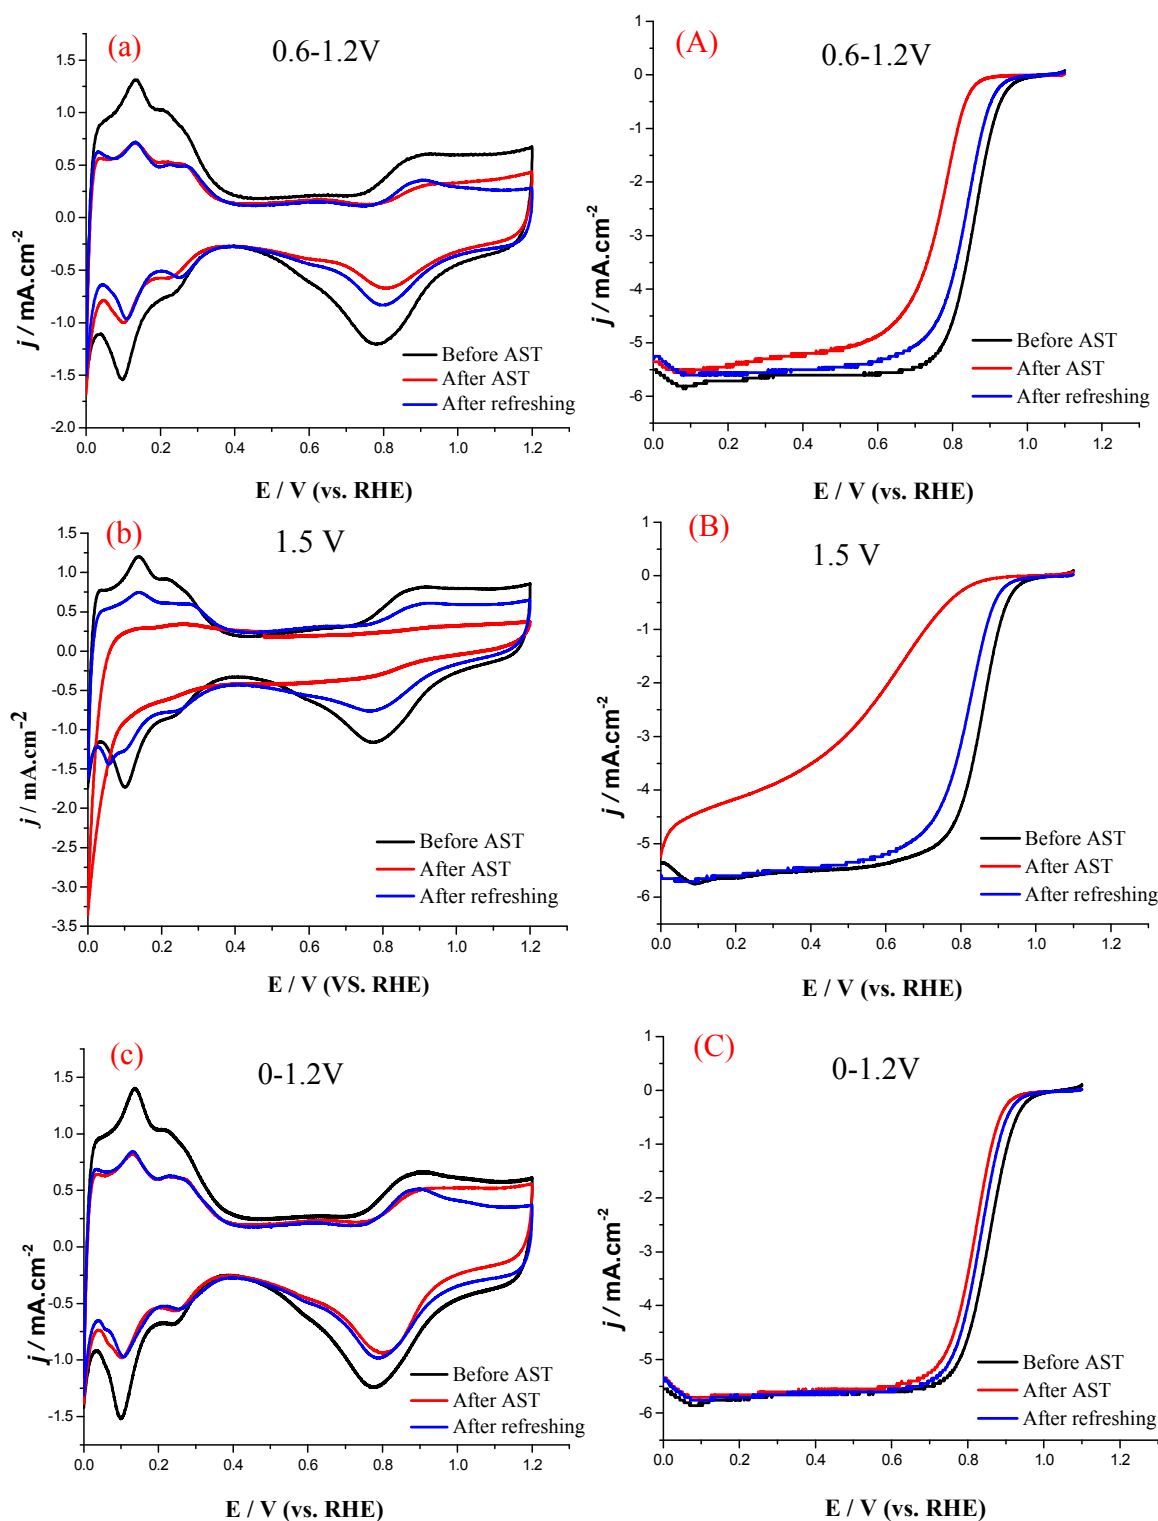 (a)
0.6-1.2V
1.5
1.0
0.5
0.0
-0.5
-1.0
-1.5
-2.0
j / mA.cm-2
Before AST
After AST
After refreshing
0.0 0.2 0.4 0.6 0.8 1.0 1.2
E / V (vs. RHE)
(A)
0.6-1.2V
1
0
-1
-2
-3
-4
-5
-6
j / mA.cm-2
Before AST
After AST
After refreshing
0.0 0.2 0.4 0.6 0.8 1.0 1.2
E / V (vs. RHE)
(b)
1.5 V
1.5
1.0
0.5
0.0
-0.5
-1.0
-1.5
-2.0
-2.5
-3.0
-3.5
j / mA.cm-2
Before AST
After AST
After refreshing
0.0 0.2 0.4 0.6 0.8 1.0 1.2
E / V (VS. RHE)
(B)
1.5 V
1
0
-1
-2
-3
-4
-5
-6
j / mA.cm-2
Before AST
After AST
After refreshing
0.0 0.2 0.4 0.6 0.8 1.0 1.2
E / V (vs. RHE)
(c)
0-1.2V
1.5
1.0
0.5
0.0
-0.5
-1.0
-1.5
j / mA.cm-2
Before AST
After AST
After refreshing
0.0 0.2 0.4 0.6 0.8 1.0 1.2
E / V (vs. RHE)
(C)
0-1.2V
1
0
-1
-2
-3
-4
-5
-6
j / mA.cm-2
Before AST
After AST
After refreshing
0.0 0.2 0.4 0.6 0.8 1.0 1.2
E / V (vs. RHE)